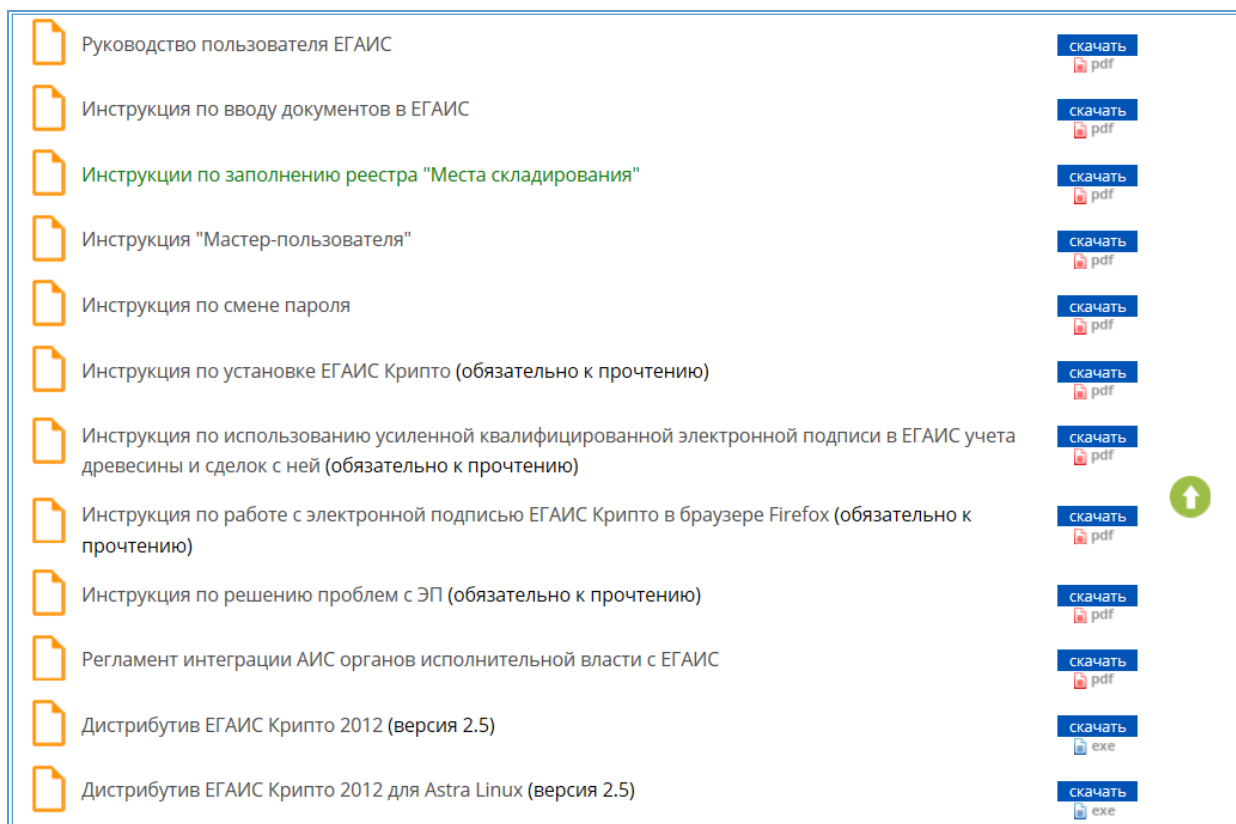 Руководство пользователя ЕГАИС
скачать
pdf
Инструкция по вводу документов в ЕГАИС
скачать
pdf
Инструкции по заполнению реестра "Места складирования"
скачать
pdf
Инструкция "Мастер-пользователя"
скачать
pdf
Инструкция по смене пароля
скачать
pdf
Инструкция по установке ЕГАИС Крипто (обязательно к прочтению)
скачать
pdf
Инструкция по использованию усиленной квалифицированной электронной подписи в ЕГАИС учета
древесины и сделок с ней (обязательно к прочтению)
скачать
pdf
Инструкция по работе с электронной подписью ЕГАИС Крипто в браузере Firefox (обязательно к
прочтению)
скачать
pdf
Инструкция по решению проблем с ЭП (обязательно к прочтению)
скачать
pdf
Регламент интеграции АИС органов исполнительной власти с ЕГАИС
скачать
pdf
Дистрибутив ЕГАИС Крипто 2012 (версия 2.5)
скачать
exe
Дистрибутив ЕГАИС Крипто 2012 для Astra Linux (версия 2.5)
скачать
exe